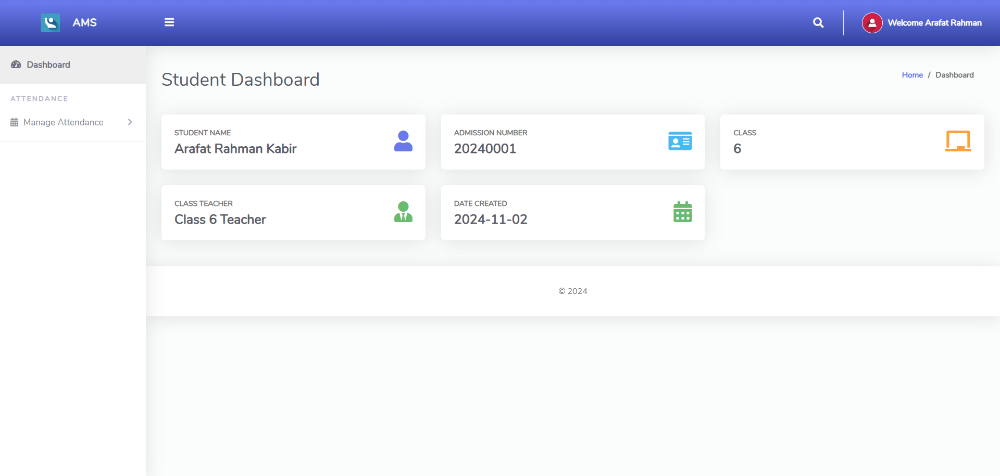 AMS
Welcome Arafat Rahman
Dashboard
ATTENDANCE
Manage Attendance
Student Dashboard
Home / Dashboard
STUDENT NAME
Arafat Rahman Kabir
ADMISSION NUMBER
20240001
CLASS
6
CLASS TEACHER
Class 6 Teacher
DATE CREATED
2024-11-02
© 2024